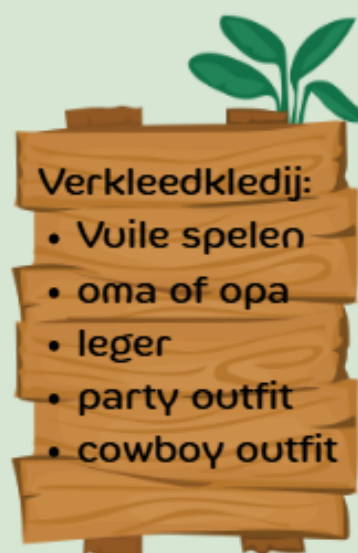 Verkleedkledij:
• Vuile spelen
• oma of opa
• leger
• party outfit
• cowboy outfit